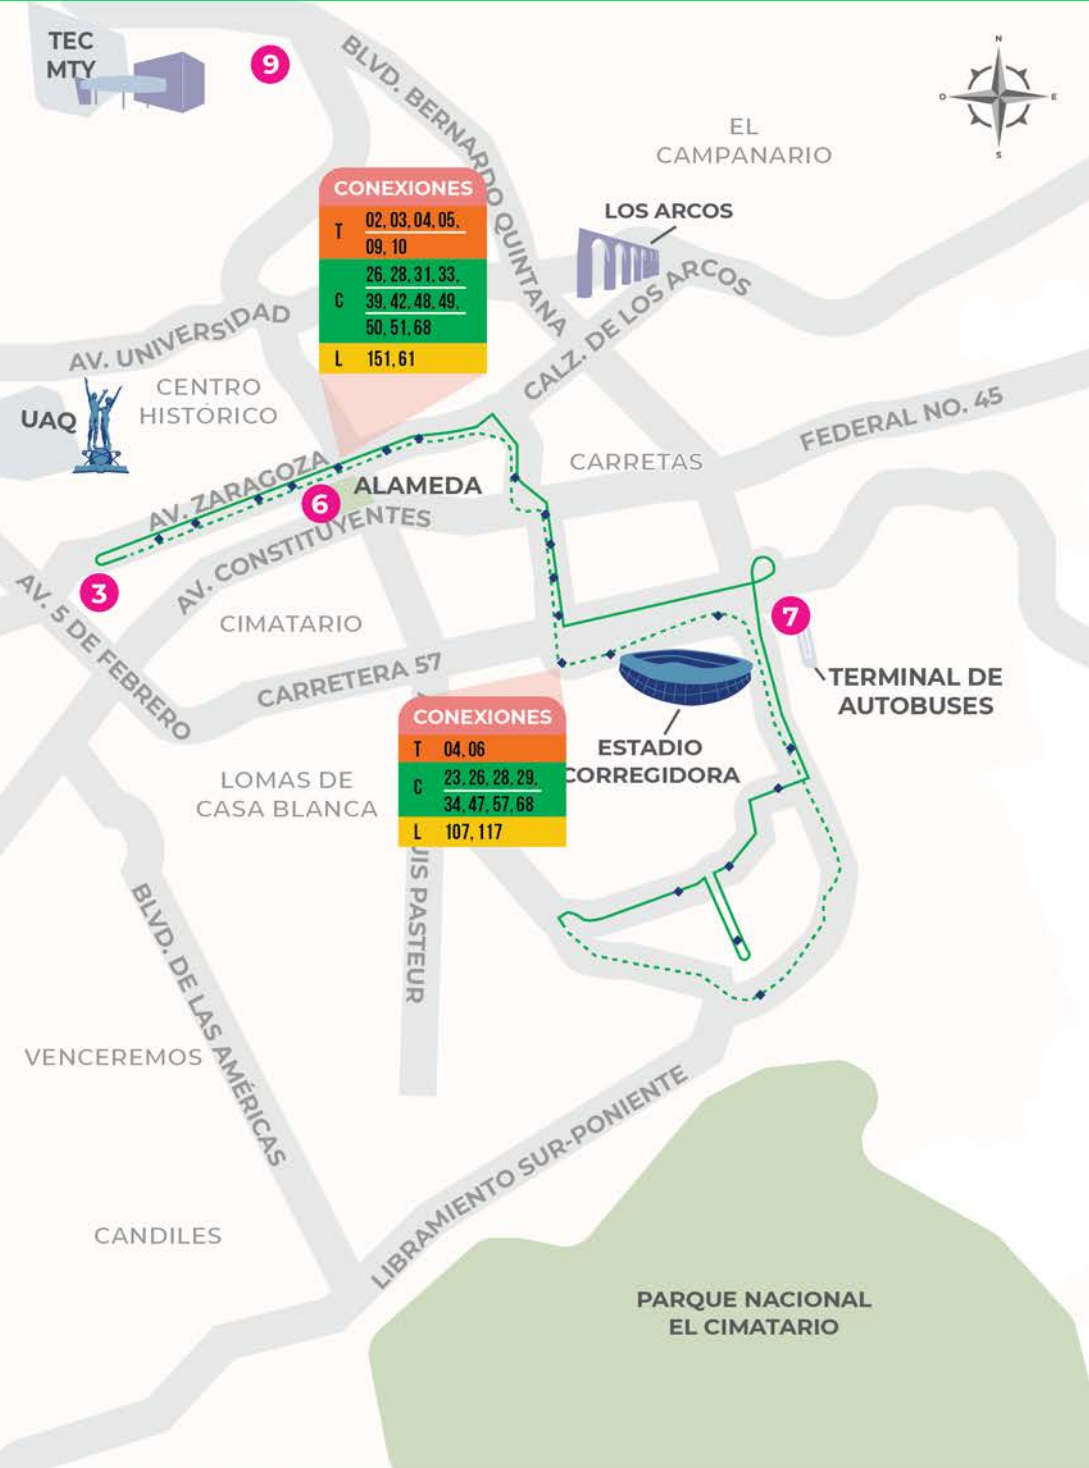 TEC
MTY
9
BLVD. BERNARDO QUINTANA
N
O
E
S
EL
CAMPANARIO
CONEXIONES
T
02, 03, 04, 05,
09, 10
C
26, 28, 31, 33,
39, 42, 48, 49,
50, 51, 68
L
151, 61
LOS ARCOS
CALZ. DE LOS ARCOS
AV. UNIVERSIDAD
CENTRO
HISTÓRICO
UAQ
FEDERAL NO. 45
CARRETAS
AV. ZARAGOZA
6
ALAMEDA
AV. CONSTITUYENTES
3
AV. 5 DE FEBRERO
CIMATARIO
7
CARRETERA 57
TERMINAL DE
AUTOBUSES
CONEXIONES
T
04, 06
C
23, 26, 28, 29,
34, 47, 57, 68
L
107, 117
ESTADIO
CORREGIDORA
LOMAS DE
CASA BLANCA
UIS PASTEUR
BLVD. DE LAS AMÉRICAS
VENCEREMOS
LIBRAMIENTO SUR-PONIENTE
CANDILES
PARQUE NACIONAL
EL CIMATARIO